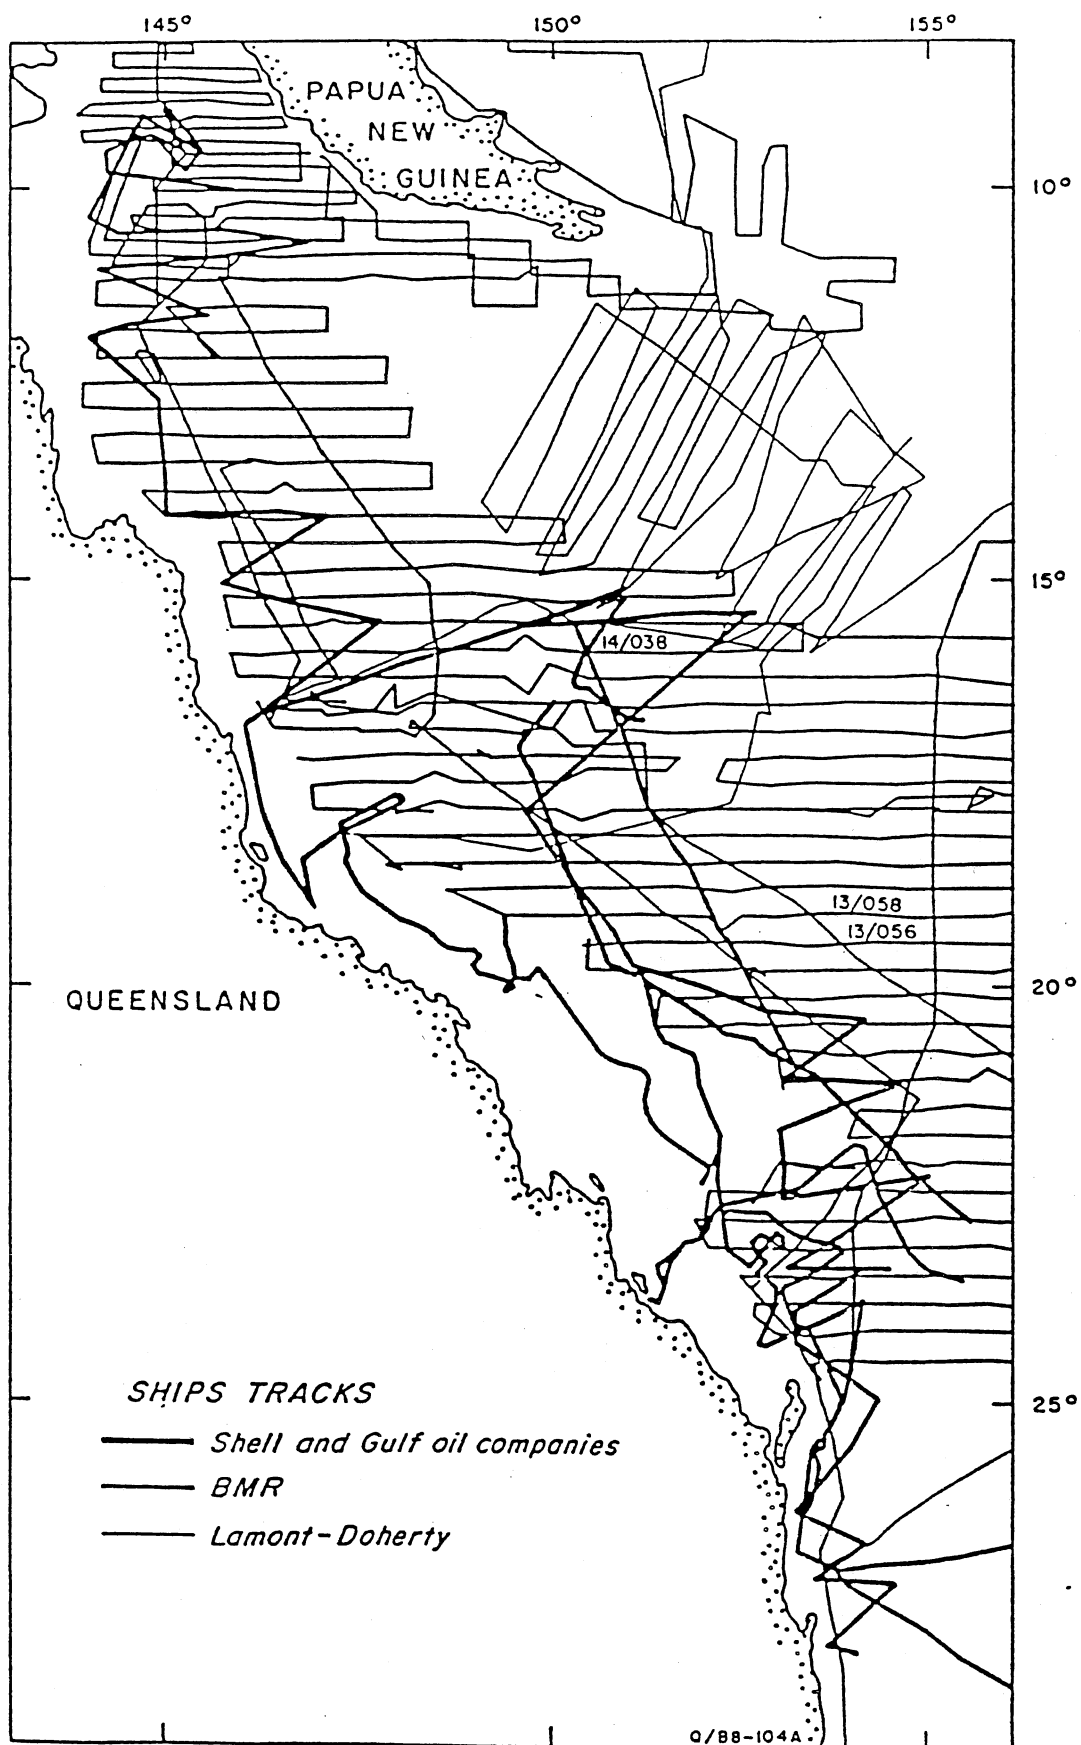 145° 150° 155°
PAPUA
NEW
GUINEA
10°
15°
14/038
13/058
13/056
20°
QUEENSLAND
SHIPS TRACKS
25°
Shell and Gulf oil companies
BMR
Lamont-Doherty
Q/B8-104A